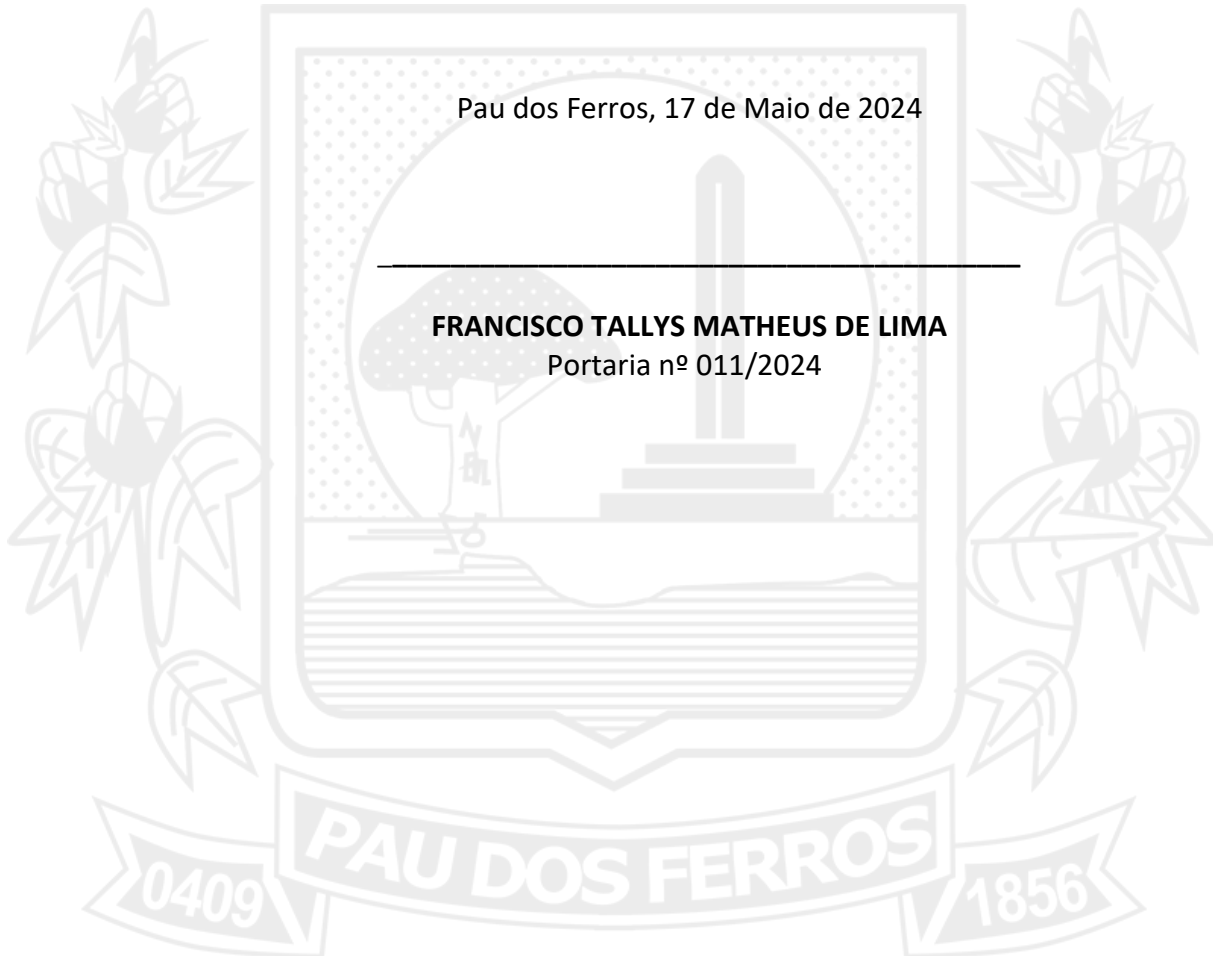 Pau dos Ferros, 17 de Maio de 2024
FRANCISCO TALLYS MATHEUS DE LIMA
Portaria nº 011/2024
PAU DOS FERROS
0409
1856